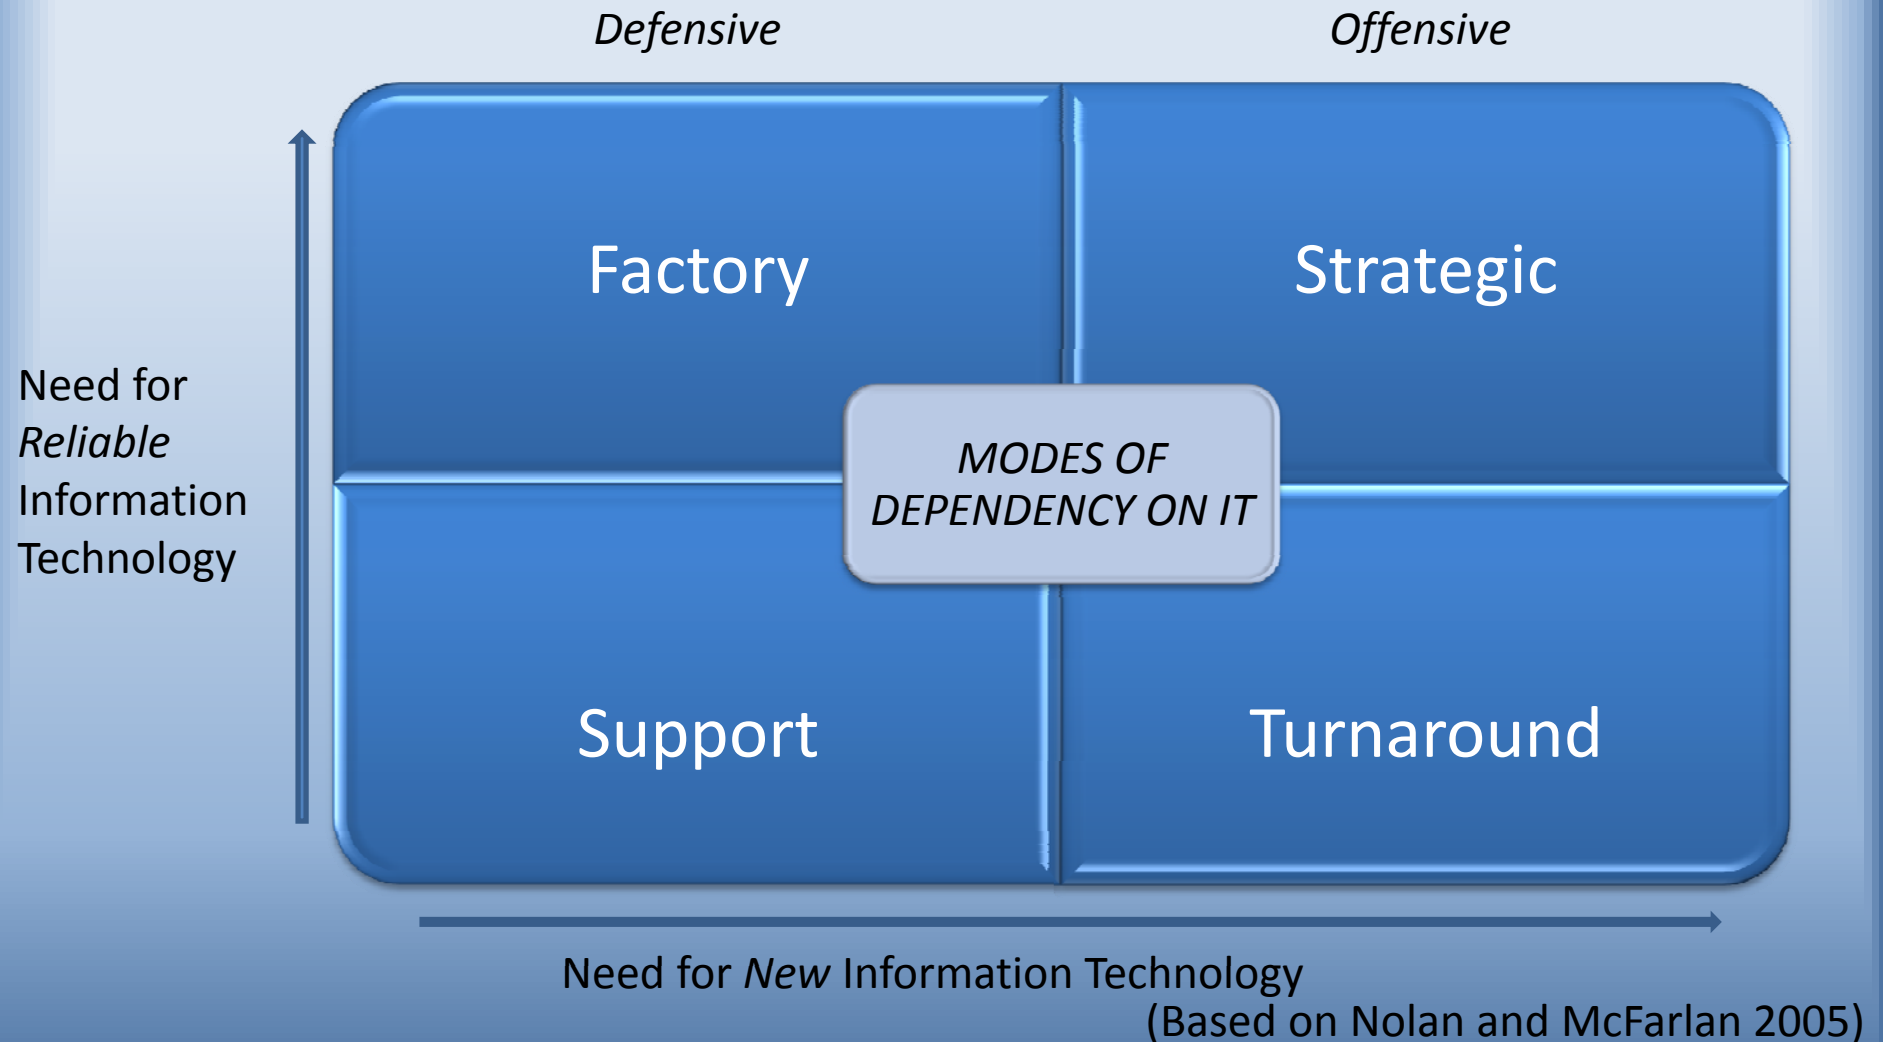 Defensive
Offensive
Factory
Strategic
Need for
Reliable
Information
Technology
MODES OF
DEPENDENCY ON IT
Support
Turnaround
Need for New Information Technology
(Based on Nolan and McFarlan 2005)